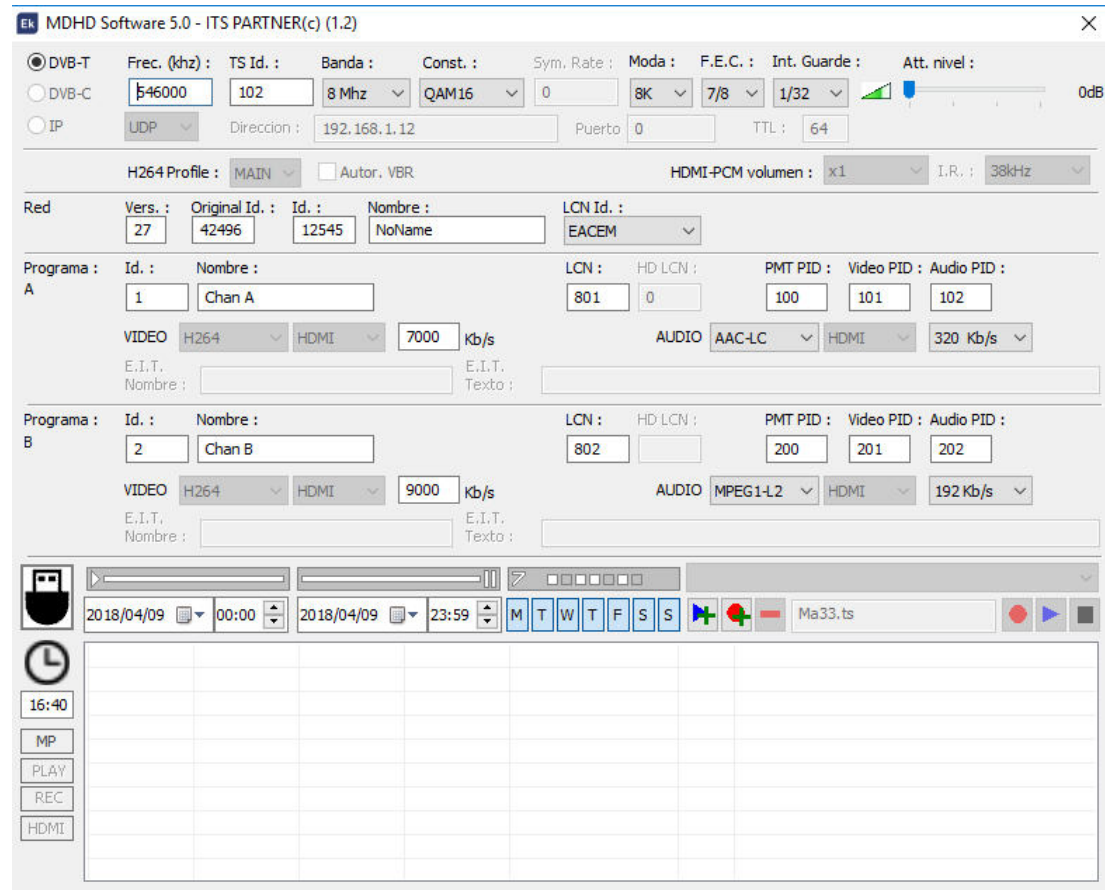 Ek MDHD Software 5.0 - ITS PARTNER(c) (1.2)
DVB-T Frec. (khz) : TS Id. : Banda : Const. : Sym. Rate : Moda : F.E.C. : Int. Guarde : Att. nivel :
DVB-C 546000 102 8 Mhz QAM16 0 8K 7/8 1/32 0dB
IP UDP Direccion : 192.168.1.12 Puerto 0 TTL : 64
H264 Profile : MAIN Autor. VBR HDMI-PCM volumen : x1 I.R. : 38kHz
Red Vers. : Original Id. : Id. : Nombre : LCN Id. :
27 42496 12545 NoName EACEM
Programa : Id. : Nombre : LCN : HD LCN : PMT PID : Video PID : Audio PID :
A 1 Chan A 801 0 100 101 102
VIDEO H264 HDMI 7000 Kb/s AUDIO AAC-LC HDMI 320 Kb/s
E.I.T. E.I.T.
Nombre : Texto :
Programa : Id. : Nombre : LCN : HD LCN : PMT PID : Video PID : Audio PID :
B 2 Chan B 802 200 201 202
VIDEO H264 HDMI 9000 Kb/s AUDIO MPEG1-L2 HDMI 192 Kb/s
E.I.T. E.I.T.
Nombre : Texto :
7
2018/04/09 00:00 2018/04/09 23:59 M T W T F S S Ma33.ts
16:40
MP
PLAY
REC
HDMI